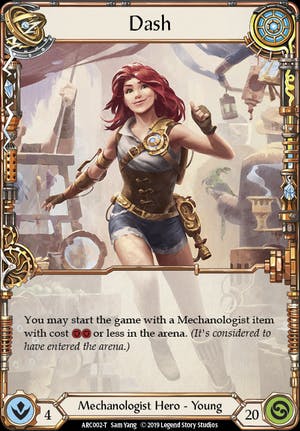 Dash
You may start the game with a Mechanologist item
with cost or less in the arena. (It's considered to
have entered the arena.)
4
Mechanologist Hero - Young
20
ARC002-T Sam Yang © 2019 Legend Story Studios